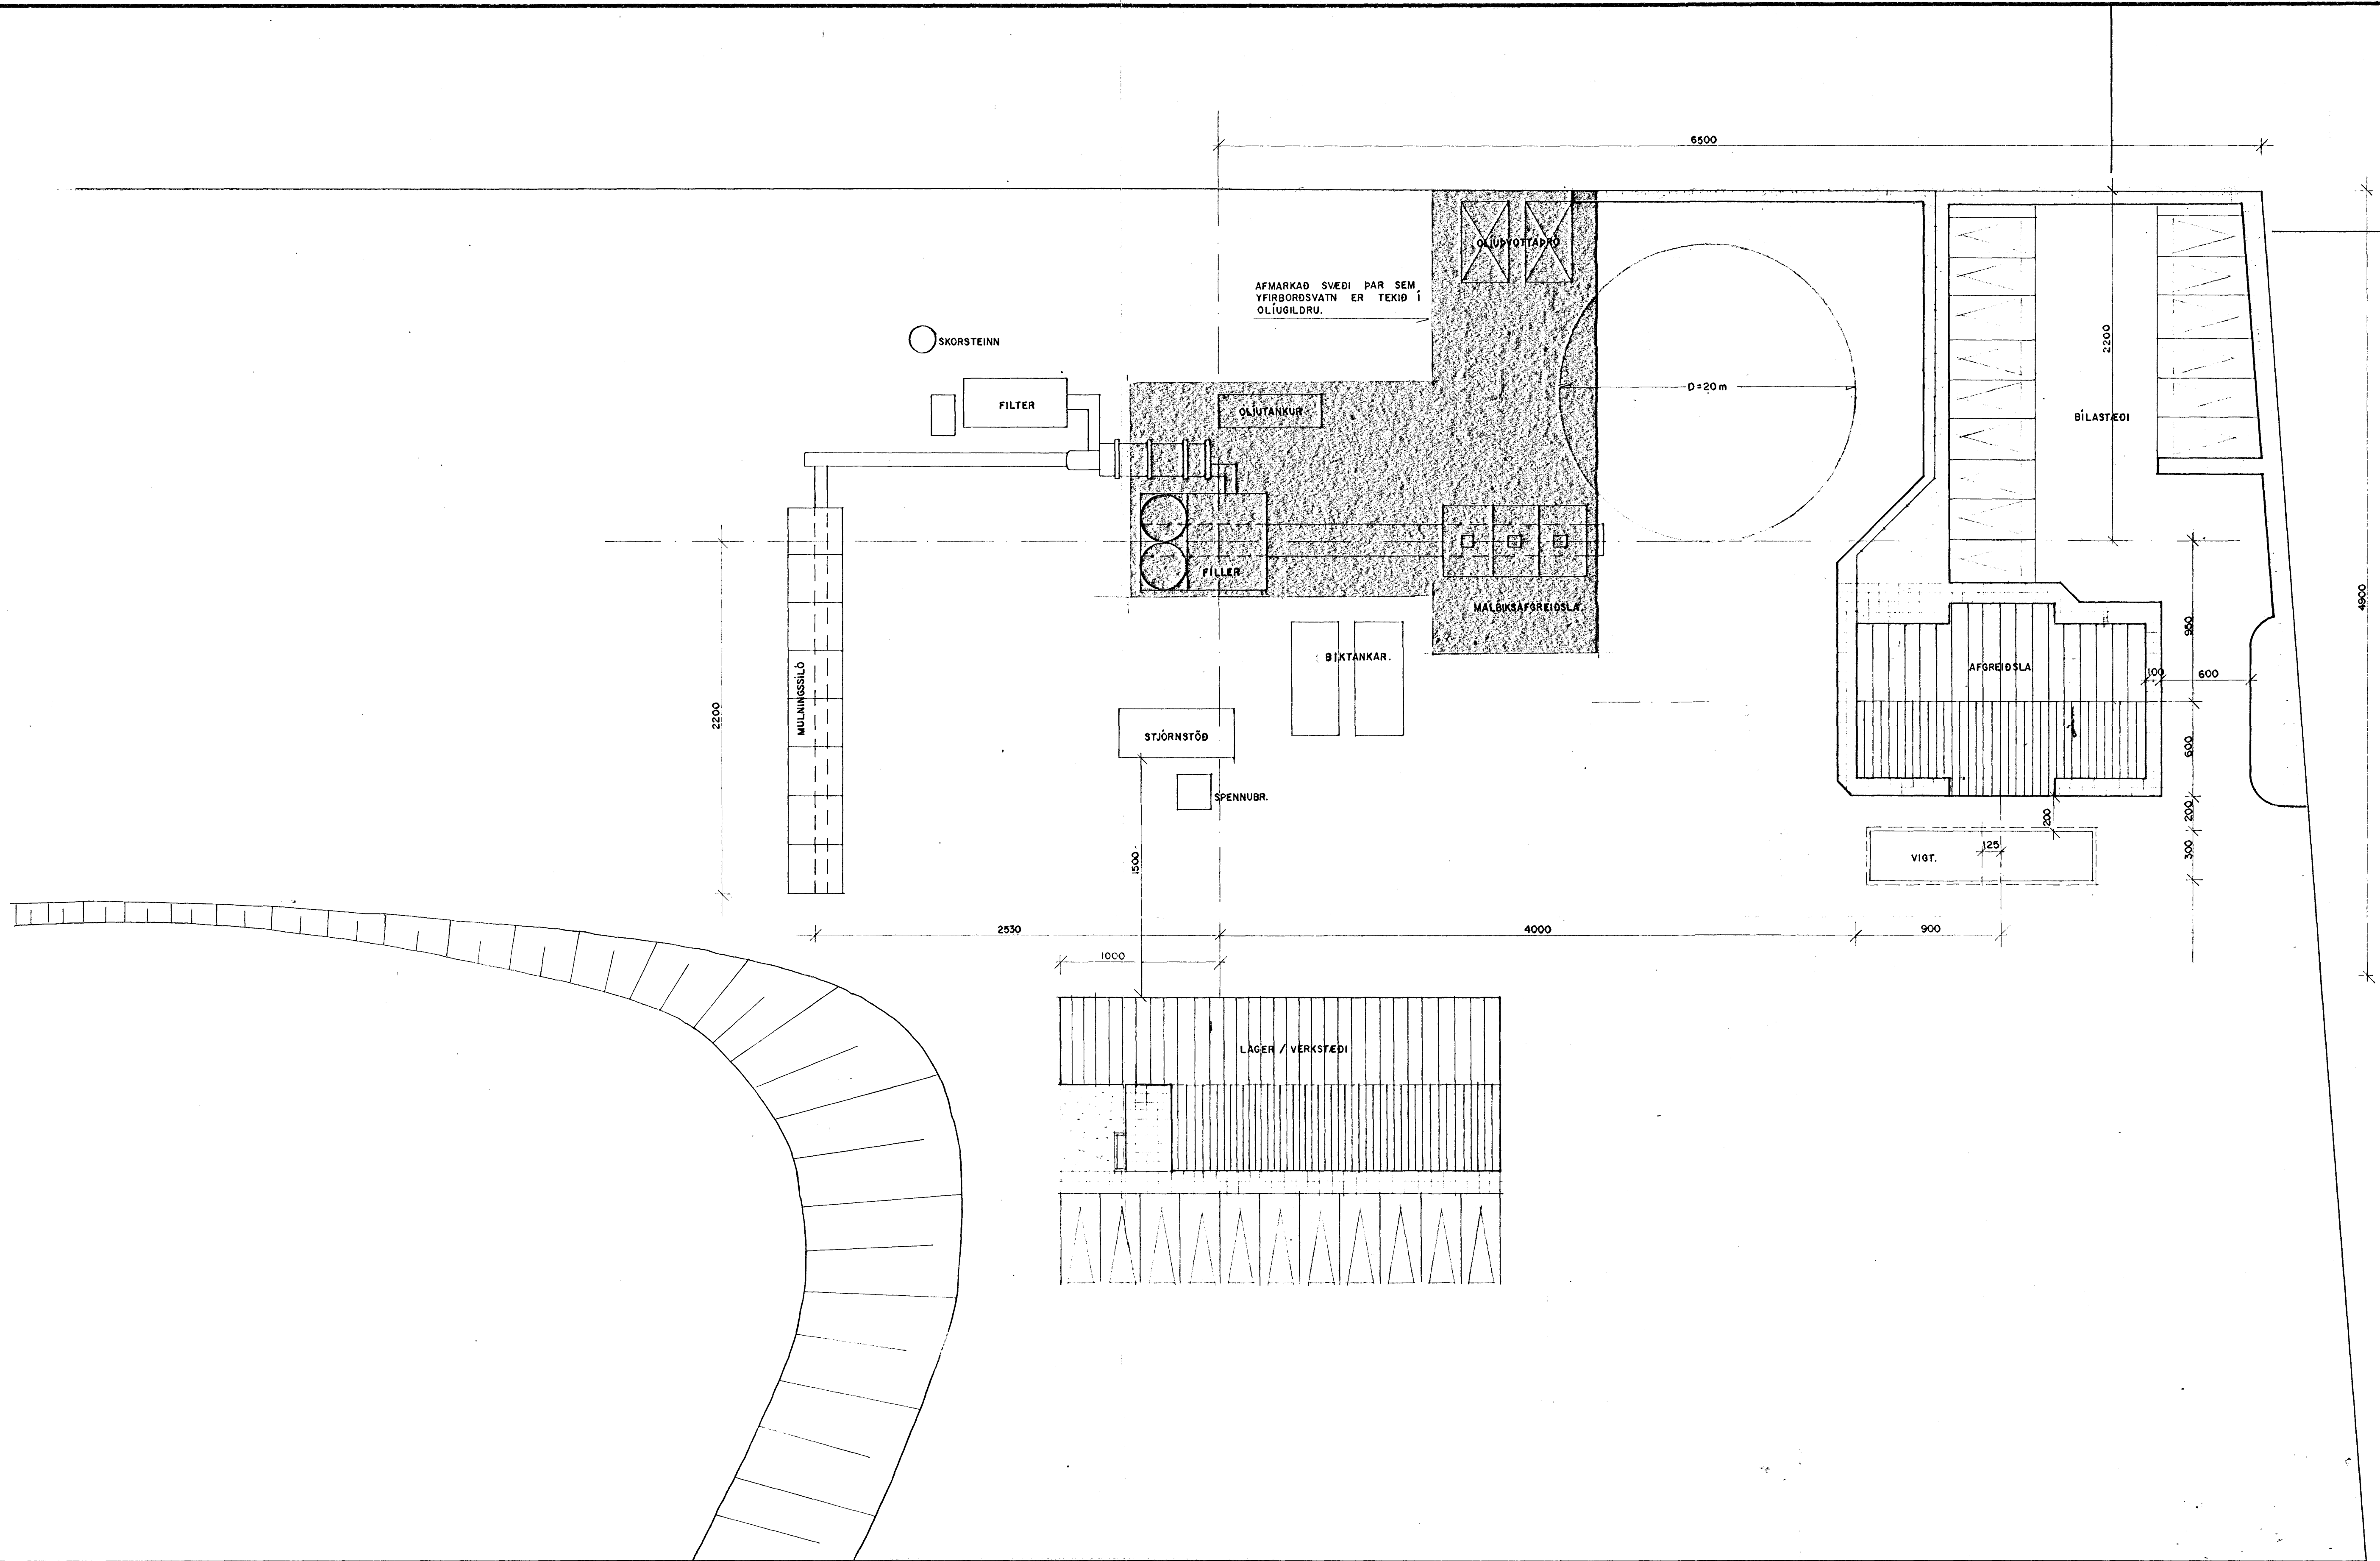 6500
OLÍUÞVOTTAÞRÓ
AFMARKAÐ SVÆÐI ÞAR SEM
YFIRBORÐSVATN ER TEKIÐ Í
OLÍUGILDRU.
SKORSTEINN
2200
D=20 m
FILTER
OLÍUTANKUR
BÍLASTÆÐI
FILLER
MALBIKSAFGREIÐSLA.
4900
950
BIKTANKAR.
AFGREIÐSLA
100
600
MULNINGSSÍLÓ
2200
STJÓRNSTÖÐ
600
SPENNUBR.
200
200
1500
VIGT.
125
300
2530
4000
900
1000
LAGER / VERKSTÆÐI